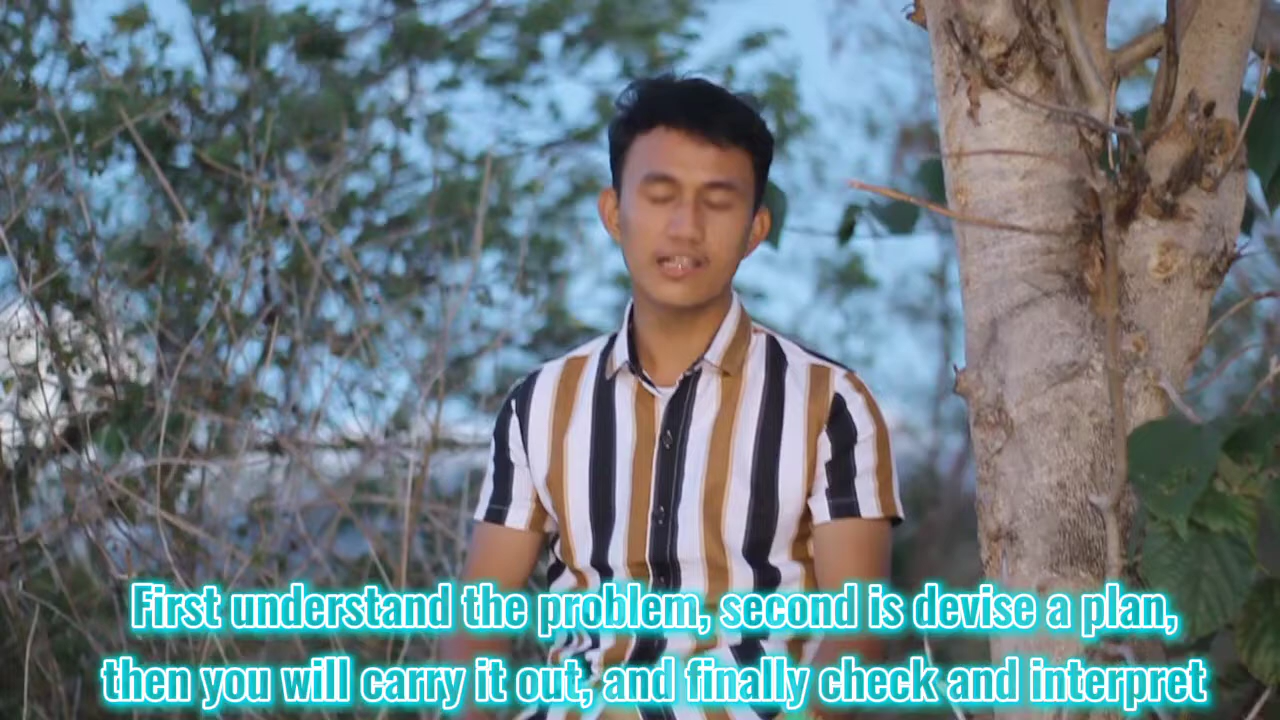 First understand the problem, second is devise a plan,
then you will carry it out, and finally check and interpret